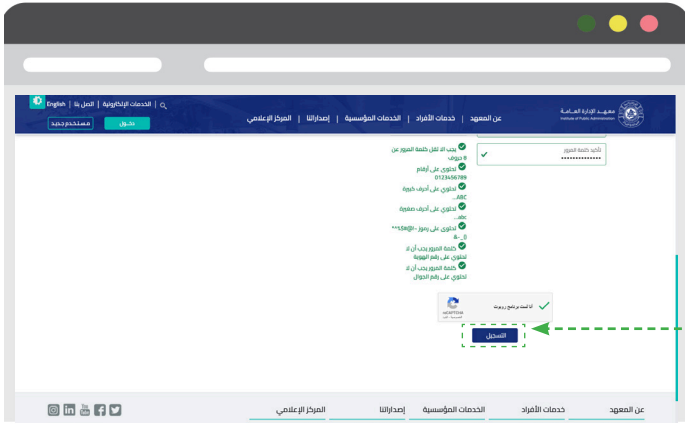 English | اتصل بنا | الخدمات الإلكترونية
دخول
مستخدم جديد
عن المعهد | خدمات الأفراد | الخدمات المؤسسية | إصداراتنا | المركز الإعلامي
معهد الإدارة العامة
Institute of Public Administration
تأكيد كلمة المرور
••••••••••••••
يجب الا تقل كلمة المرور عن
8 حروف
تحتوي على أرقام
0123456789
تحتوي على أحرف كبيرة
ABC...
تحتوي على أحرف صغيرة
abc...
كلمة المرور يجب أن لا
تحتوي على رقم الهوية
كلمة المرور يجب أن لا
تحتوي على رقم الجوال
أنا لست برنامج روبوت
reCAPTCHA
التسجيل
عن المعهد
خدمات الأفراد
الخدمات المؤسسية
إصداراتنا
المركز الإعلامي